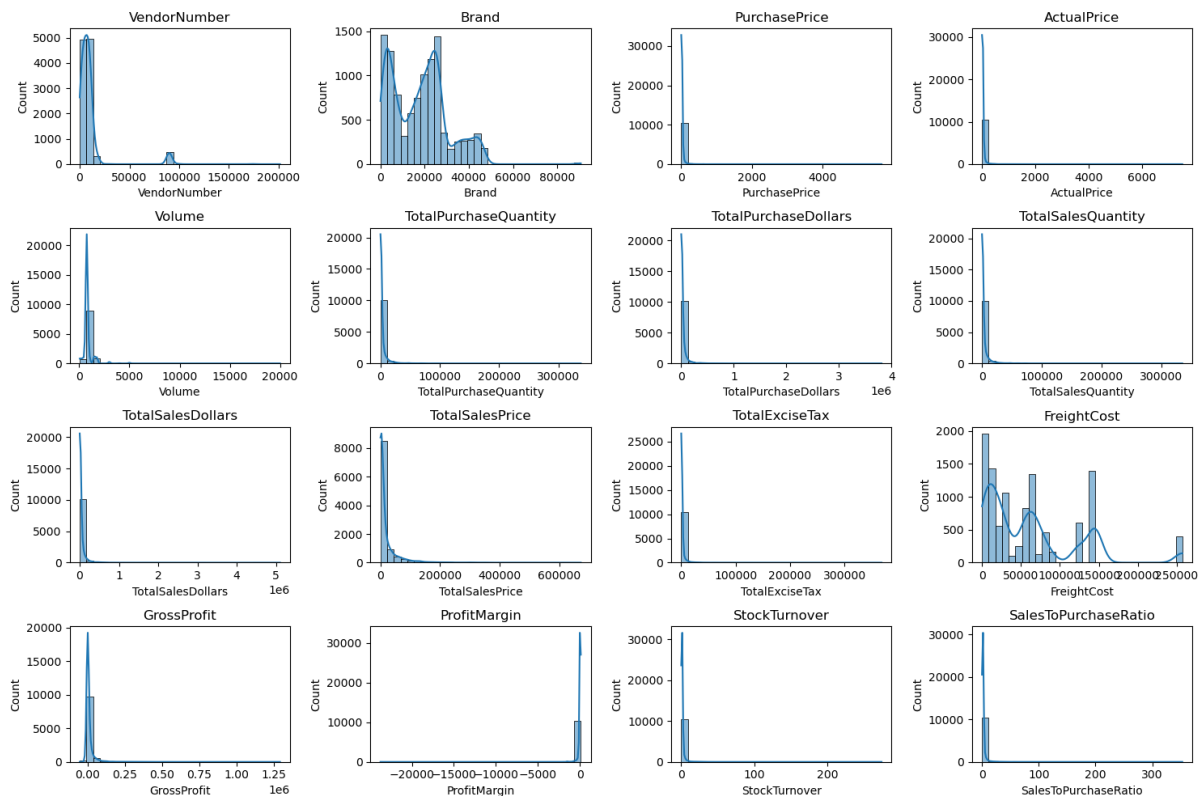 VendorNumber
5000
4000
3000
2000
1000
0
Count
0 50000 100000 150000 200000
VendorNumber
Brand
1500
1000
500
0
Count
0 20000 40000 60000 80000
Brand
PurchasePrice
30000
20000
10000
0
Count
0 2000 4000
PurchasePrice
ActualPrice
30000
25000
20000
15000
10000
5000
0
Count
0 2000 4000 6000
ActualPrice
Volume
20000
15000
10000
5000
0
Count
0 5000 10000 15000 20000
Volume
TotalPurchaseQuantity
20000
15000
10000
5000
0
Count
0 100000 200000 300000
TotalPurchaseQuantity
TotalPurchaseDollars
20000
15000
10000
5000
0
Count
0 1 2 3 4
TotalPurchaseDollars 1e6
TotalSalesQuantity
20000
15000
10000
5000
0
Count
0 100000 200000 300000
TotalSalesQuantity
TotalSalesDollars
20000
15000
10000
5000
0
Count
0 1 2 3 4 5
TotalSalesDollars 1e6
TotalSalesPrice
8000
6000
4000
2000
0
Count
0 200000 400000 600000
TotalSalesPrice
TotalExciseTax
25000
20000
15000
10000
5000
0
Count
0 100000 200000 300000
TotalExciseTax
FreightCost
2000
1500
1000
500
0
Count
0 50000 100000 150000 200000 250000
FreightCost
GrossProfit
20000
15000
10000
5000
0
Count
0.00 0.25 0.50 0.75 1.00 1.25
GrossProfit 1e6
ProfitMargin
30000
20000
10000
0
Count
−20000 −15000 −10000 −5000 0
ProfitMargin
StockTurnover
30000
25000
20000
15000
10000
5000
0
Count
0 100 200
StockTurnover
SalesToPurchaseRatio
30000
25000
20000
15000
10000
5000
0
Count
0 100 200 300
SalesToPurchaseRatio